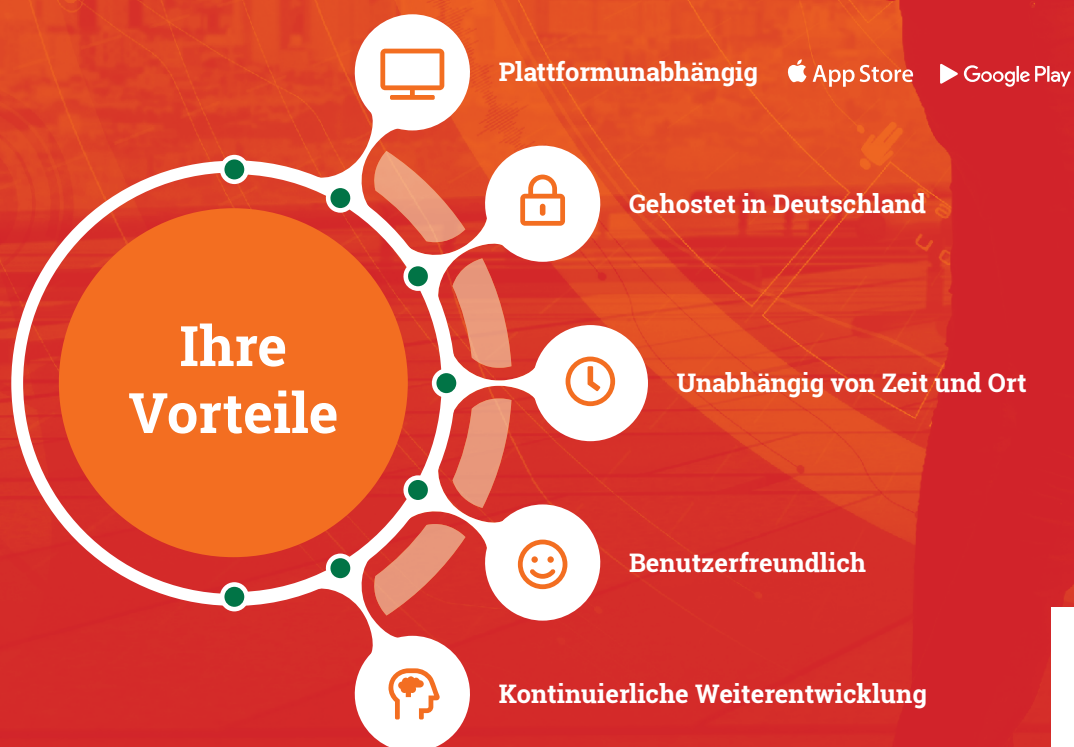 Plattformunabhängig App Store Google Play
Gehostet in Deutschland
Ihre
Vorteile
Unabhängig von Zeit und Ort
Benutzerfreundlich
Kontinuierliche Weiterentwicklung